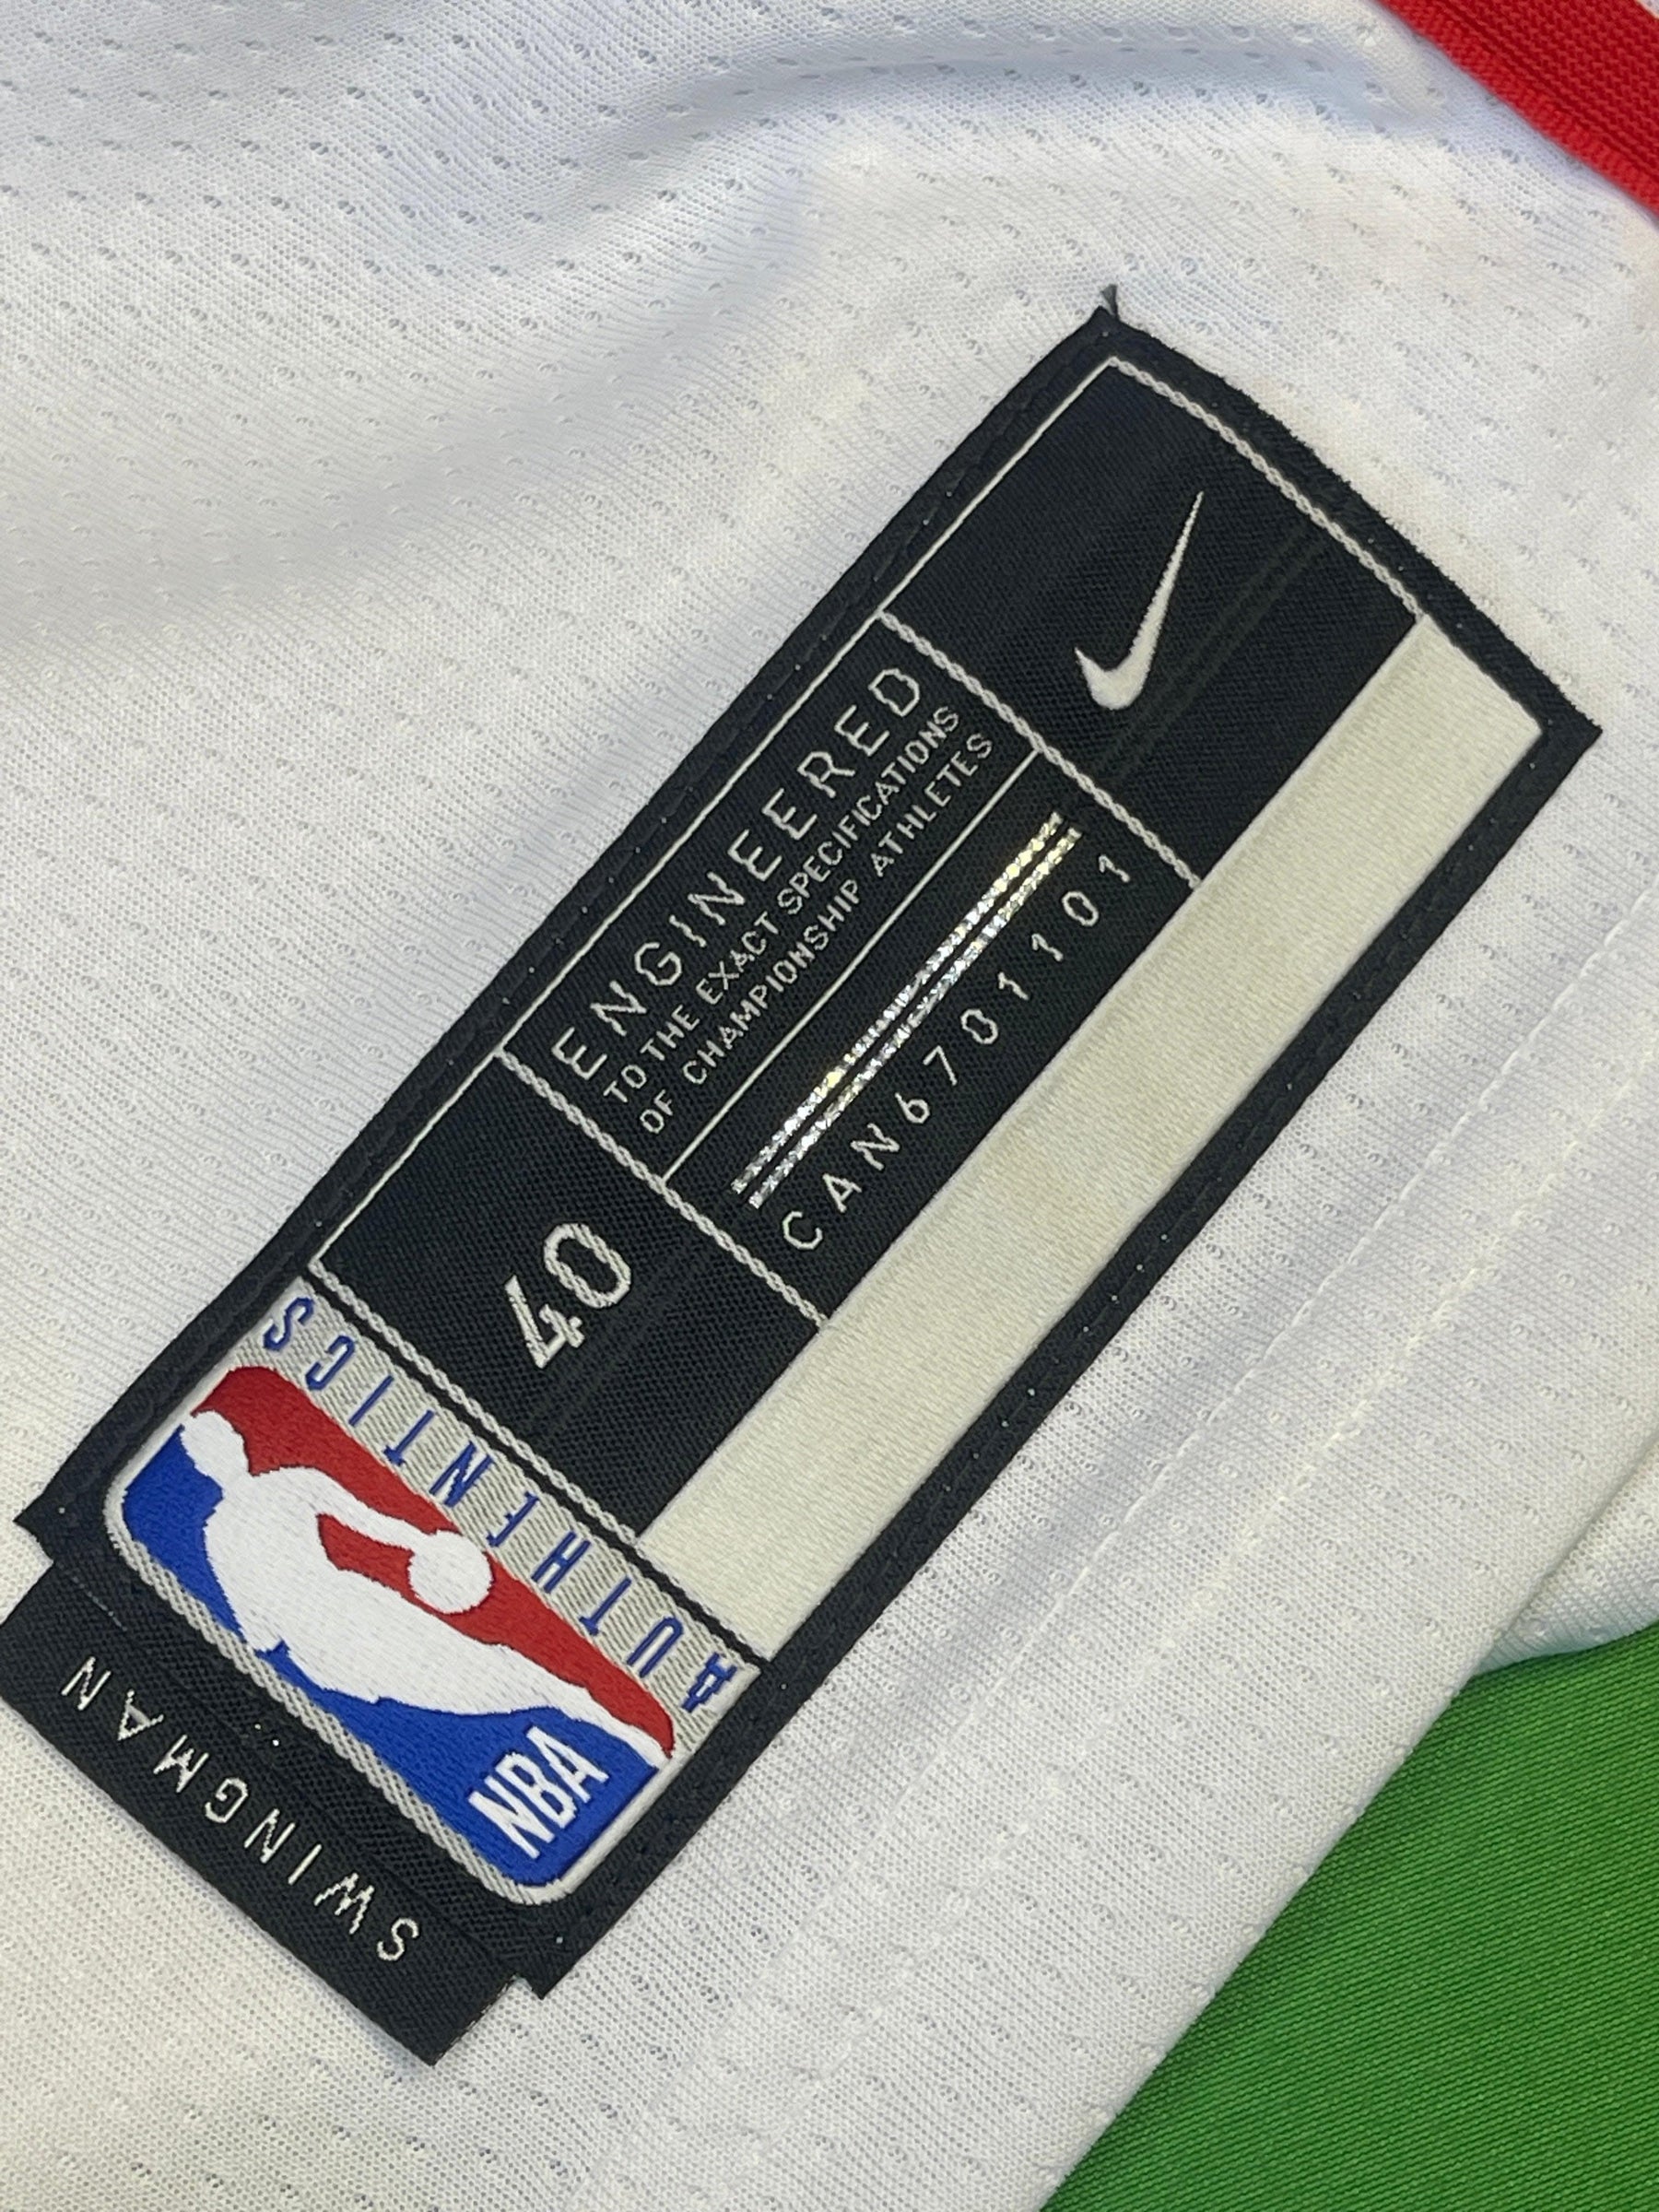 ENGINEERED
TO THE EXACT SPECIFICATIONS
OF CHAMPIONSHIP ATHLETES
CAN6701101
40
AUTHENTICS
NBA
SWINGMAN